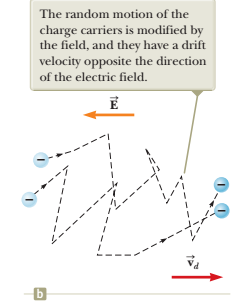 The random motion of the
charge carriers is modified by
the field, and they have a drift
velocity opposite the direction
of the electric field.
E⃗
−
−
−
−
v⃗d
b